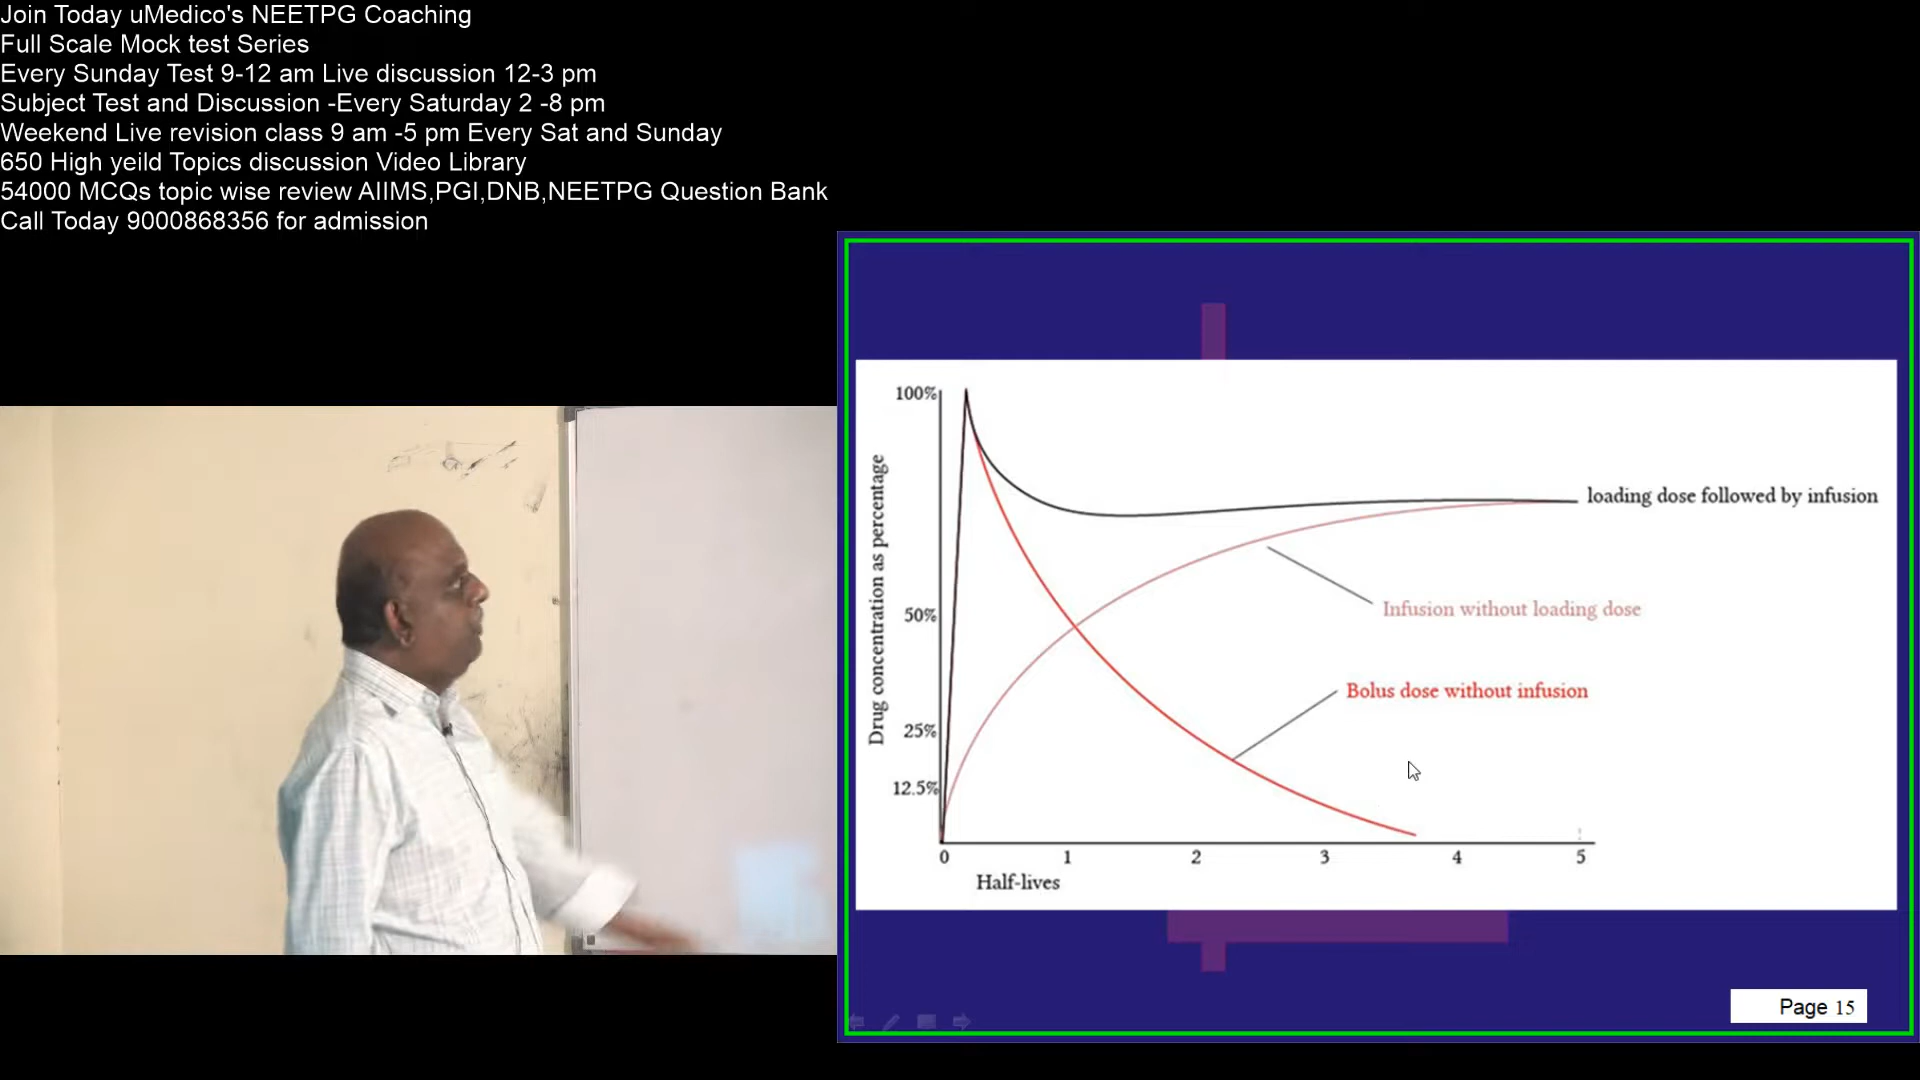 Join Today uMedico's NEETPG Coaching
Full Scale Mock test Series
Every Sunday Test 9-12 am Live discussion 12-3 pm
Subject Test and Discussion -Every Saturday 2 -8 pm
Weekend Live revision class 9 am -5 pm Every Sat and Sunday
650 High yeild Topics discussion Video Library
54000 MCQs topic wise review AIIMS,PGI,DNB,NEETPG Question Bank
Call Today 9000868356 for admission
Drug concentration as percentage
100%
50%
25%
12.5%
loading dose followed by infusion
Infusion without loading dose
Bolus dose without infusion
0 1 2 3 4 5
Half-lives
Page 15